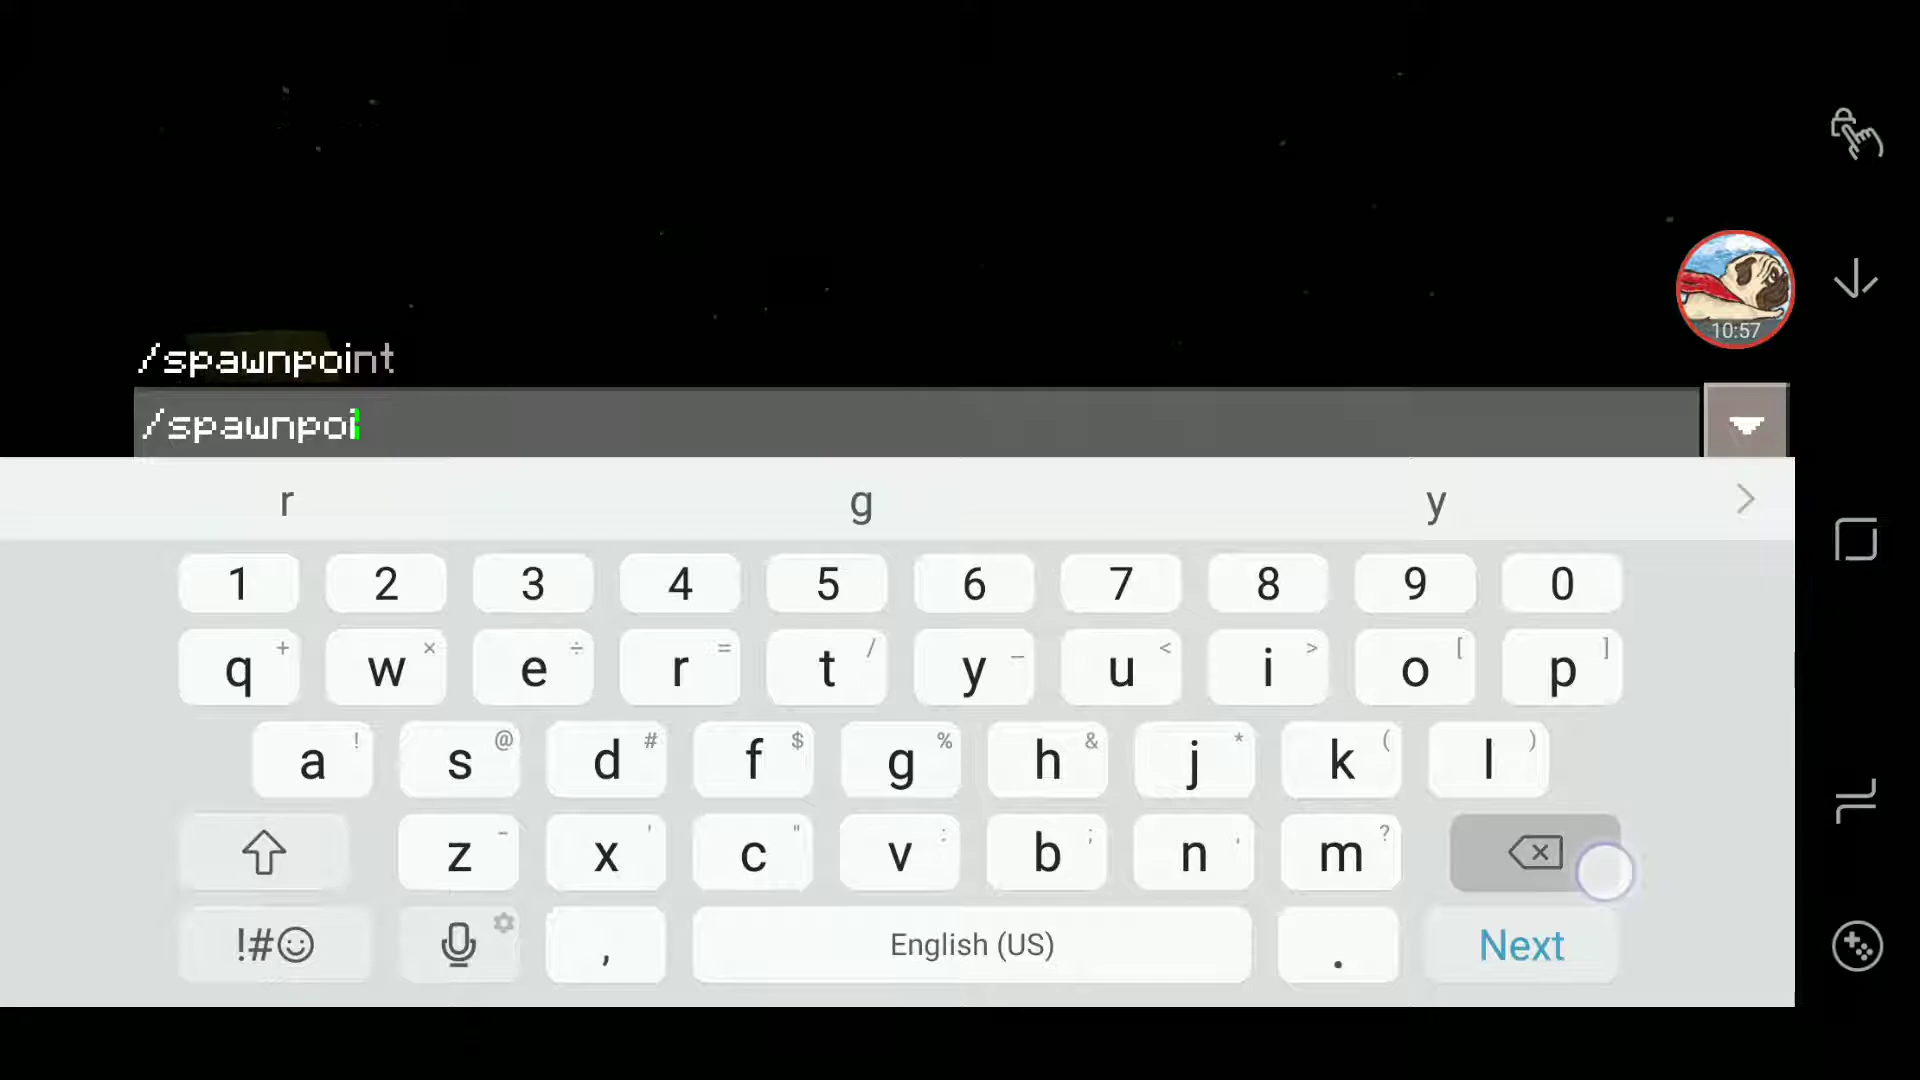 10:57
/spawnpoint
/spawnpoi
r g y
1 2 3 4 5 6 7 8 9 0
q + w × e ÷ r = t / y _ u < i > o [ p ]
a ! s @ d # f $ g % h & j * k ( l )
z - x ' c " v : b ; n , m ?
!#☺ , English (US) . Next